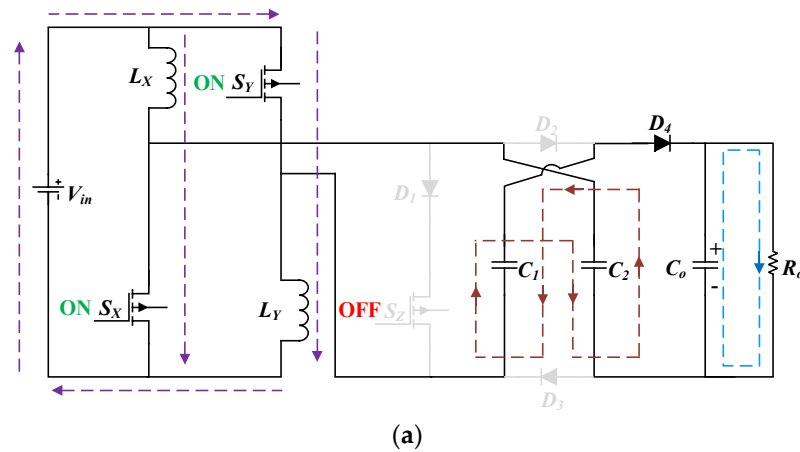 L_X
ON S_Y
D_2
D_4
V_in
+
-
D_1
C_1
C_2
C_o
+
-
R_o
ON S_X
L_Y
OFF S_Z
D_3
(a)